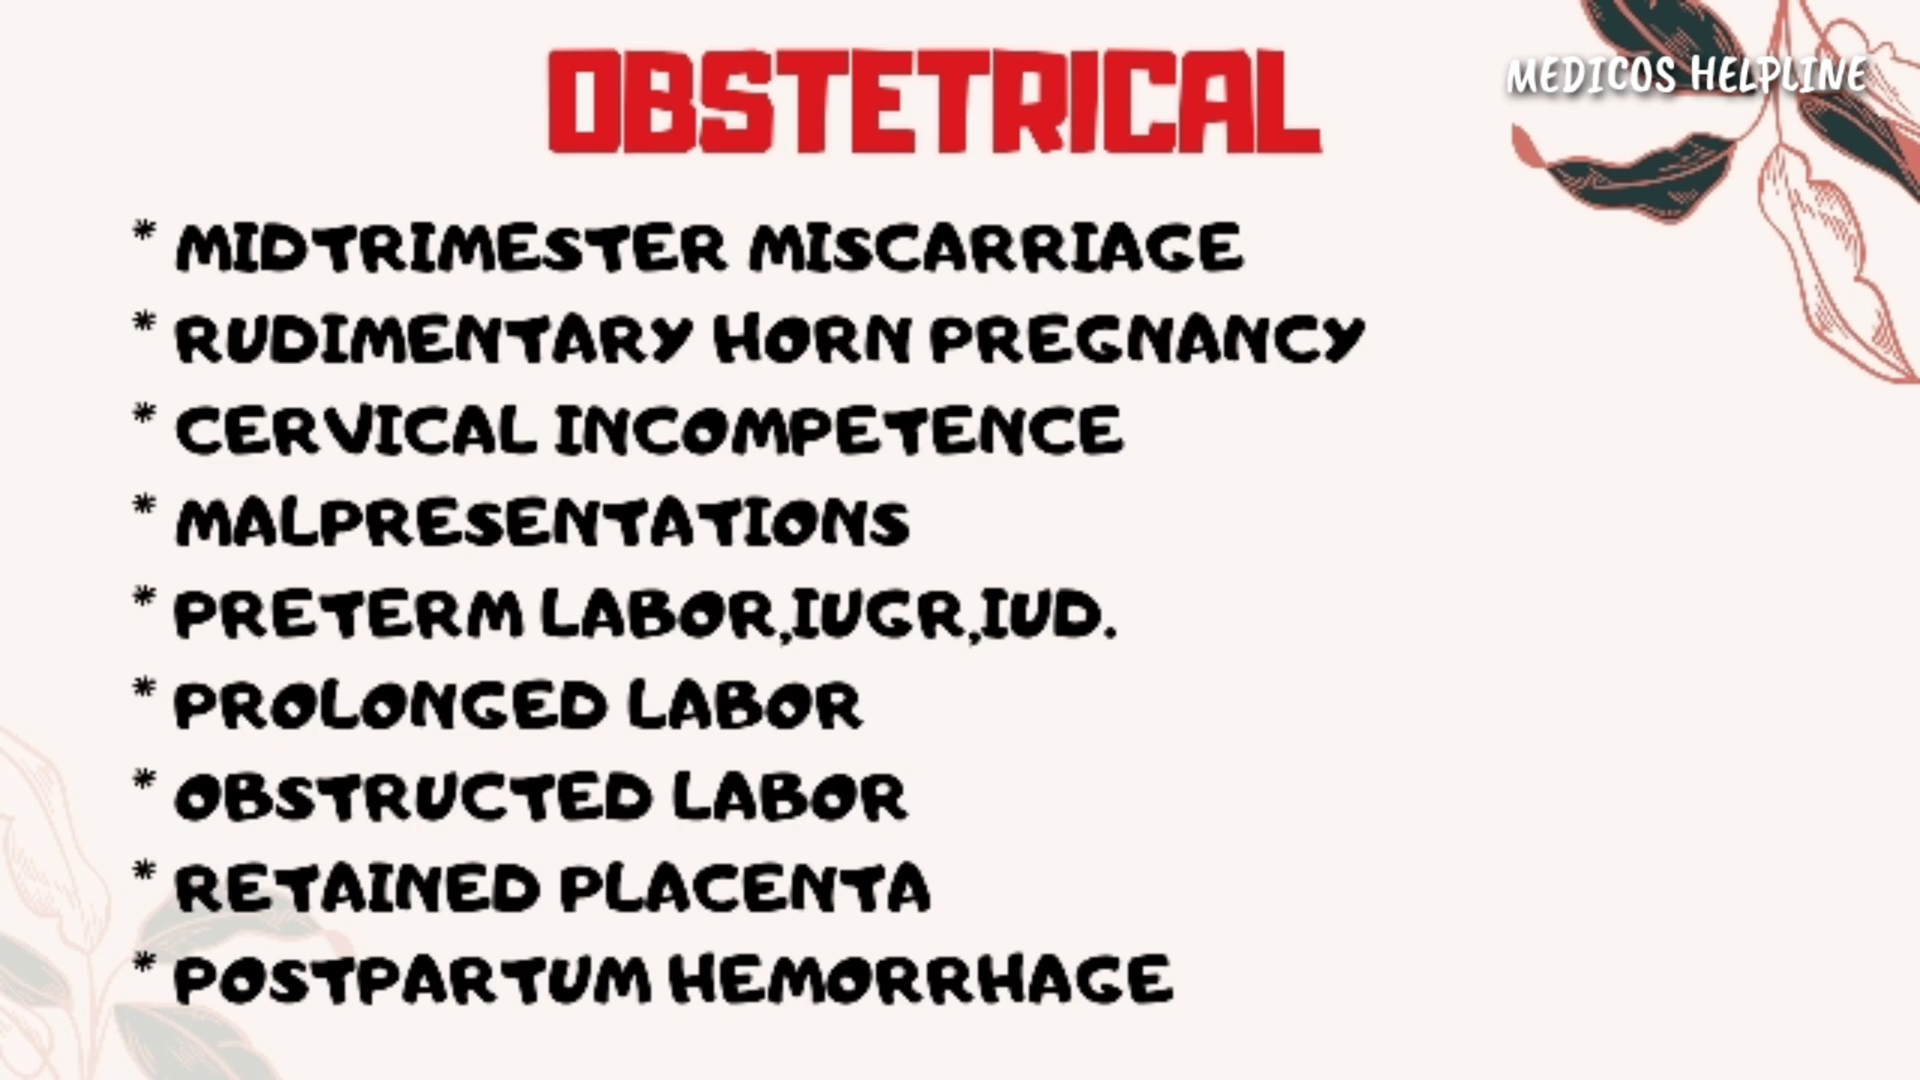 OBSTETRICAL
MEDICOS HELPLINE
* MIDTRIMESTER MISCARRIAGE
* RUDIMENTARY HORN PREGNANCY
* CERVICAL INCOMPETENCE
* MALPRESENTATIONS
* PRETERM LABOR,IUGR,IUD.
* PROLONGED LABOR
* OBSTRUCTED LABOR
* RETAINED PLACENTA
* POSTPARTUM HEMORRHAGE